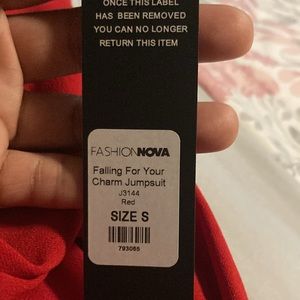 ONCE THIS LABEL
HAS BEEN REMOVED
YOU CAN NO LONGER
RETURN THIS ITEM
FASHIONNOVA
Falling For Your
Charm Jumpsuit
J3144
Red
SIZE S
793065